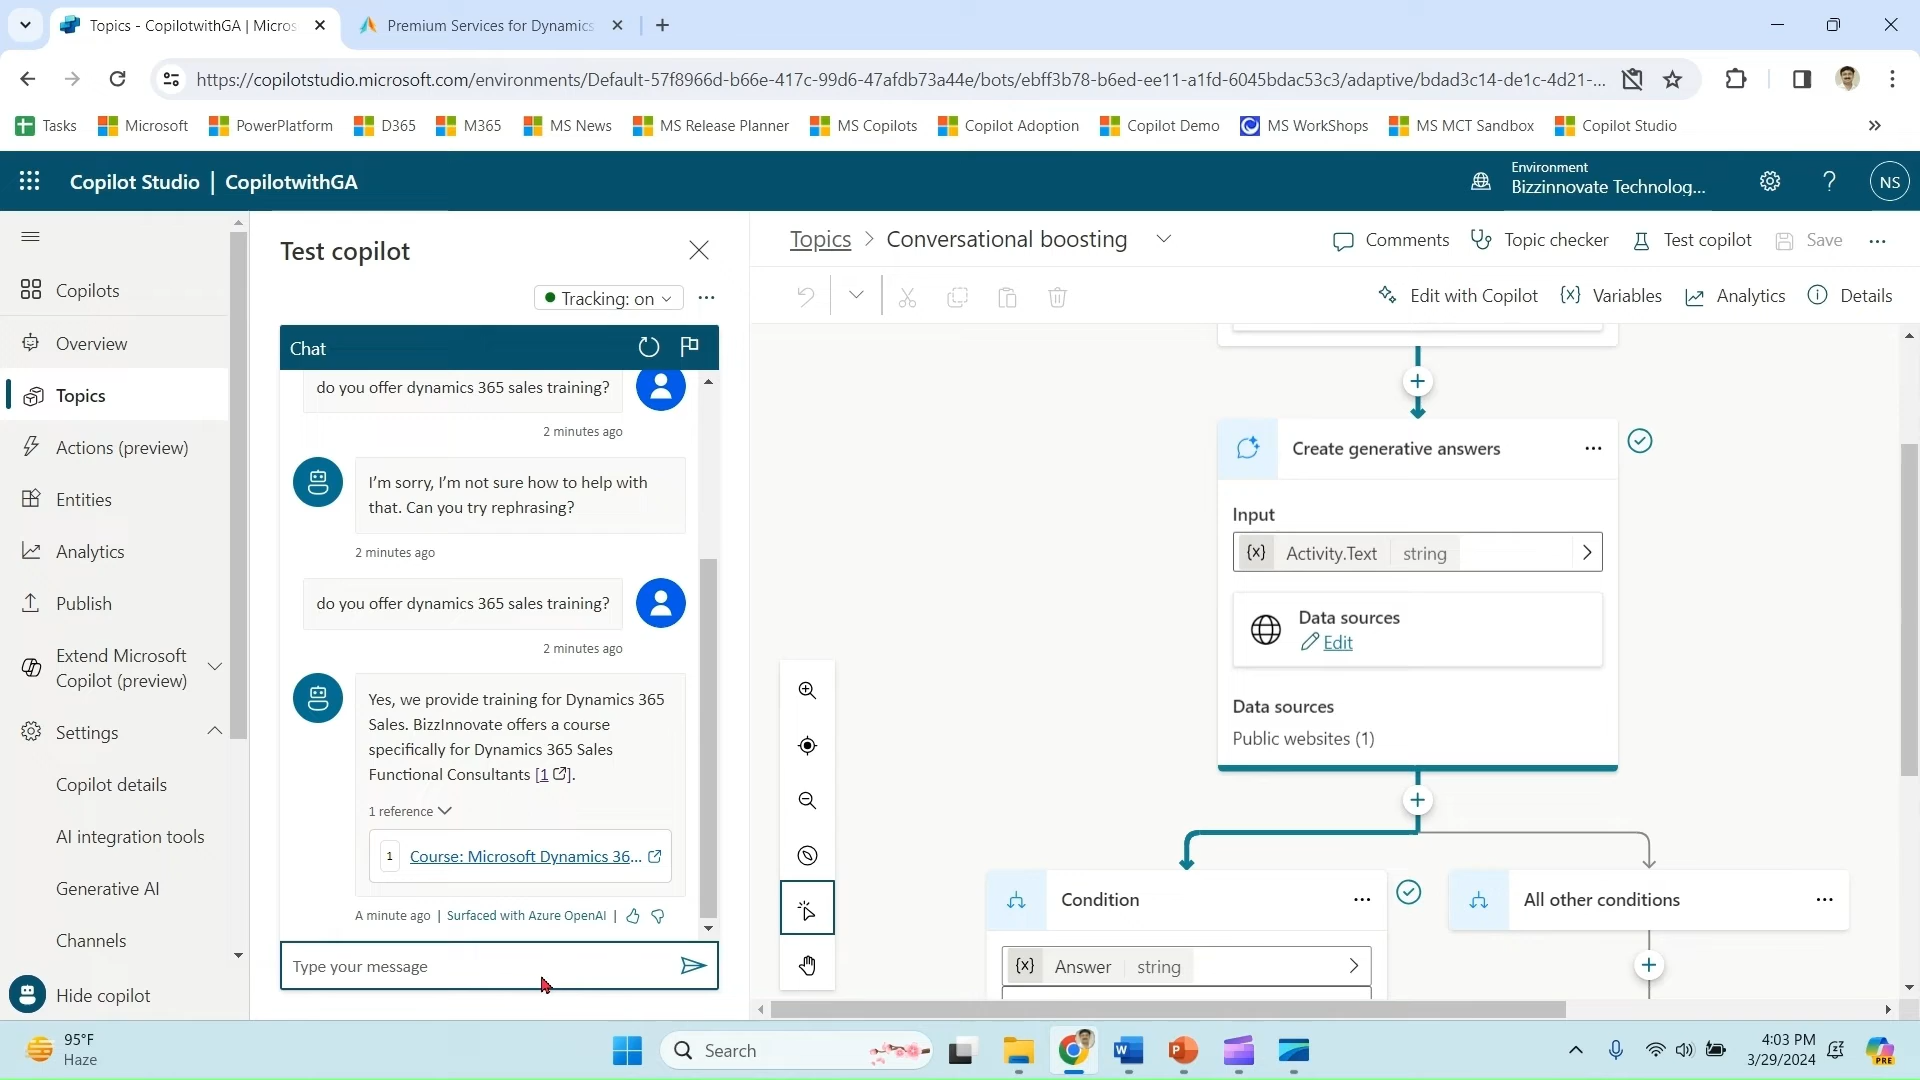 Topics - CopilotwithGA | Micros
Premium Services for Dynamics
https://copilotstudio.microsoft.com/environments/Default-57f8966d-b66e-417c-99d6-47afdb73a44e/bots/ebff3b78-b6ed-ee11-a1fd-6045bdac53c3/adaptive/bdad3c14-de1c-4d21-...
Tasks
Microsoft
PowerPlatform
D365
M365
MS News
MS Release Planner
MS Copilots
Copilot Adoption
Copilot Demo
MS WorkShops
MS MCT Sandbox
Copilot Studio
Copilot Studio | CopilotwithGA
Environment
Bizzinnovate Technolog...
NS
Copilots
Overview
Topics
Actions (preview)
Entities
Analytics
Publish
Extend Microsoft
Copilot (preview)
Settings
Copilot details
AI integration tools
Generative AI
Channels
Hide copilot
Test copilot
Tracking: on
Chat
do you offer dynamics 365 sales training?
2 minutes ago
I'm sorry, I'm not sure how to help with
that. Can you try rephrasing?
2 minutes ago
do you offer dynamics 365 sales training?
2 minutes ago
Yes, we provide training for Dynamics 365
Sales. BizzInnovate offers a course
specifically for Dynamics 365 Sales
Functional Consultants [1].
1 reference
1 Course: Microsoft Dynamics 36...
A minute ago | Surfaced with Azure OpenAI
Type your message
Topics > Conversational boosting
Comments
Topic checker
Test copilot
Save
Edit with Copilot
{x} Variables
Analytics
Details
Create generative answers
Input
{x} Activity.Text string
Data sources
Edit
Data sources
Public websites (1)
Condition
All other conditions
{x} Answer string
95°F
Haze
Search
4:03 PM
3/29/2024
PRE